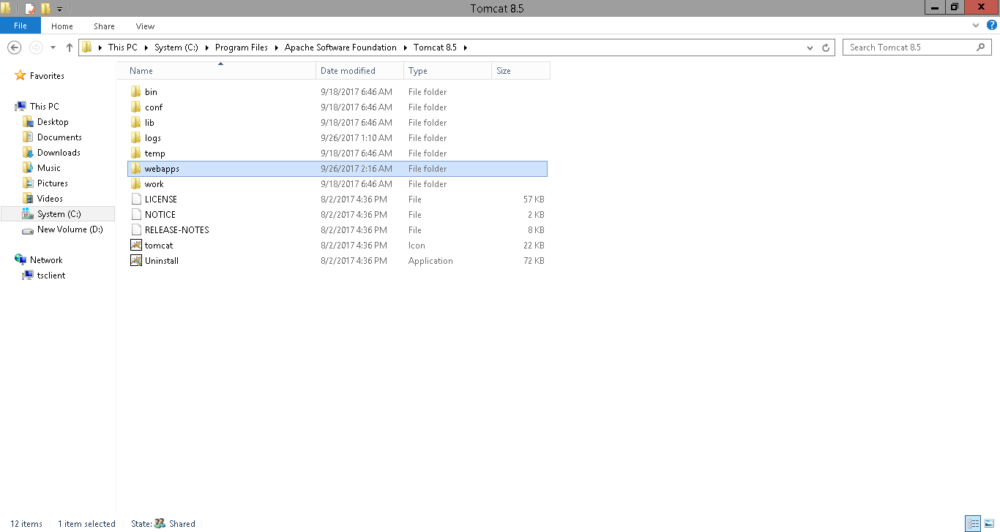 Tomcat 8.5
File Home Share View
This PC System (C:) Program Files Apache Software Foundation Tomcat 8.5 Search Tomcat 8.5
Favorites
This PC
Desktop
Documents
Downloads
Music
Pictures
Videos
System (C:)
New Volume (D:)
Network
tsclient
Name Date modified Type Size
bin 9/18/2017 6:46 AM File folder
conf 9/18/2017 6:46 AM File folder
lib 9/18/2017 6:46 AM File folder
logs 9/26/2017 1:10 AM File folder
temp 9/18/2017 6:46 AM File folder
webapps 9/26/2017 2:16 AM File folder
work 9/18/2017 6:46 AM File folder
LICENSE 8/2/2017 4:36 PM File 57 KB
NOTICE 8/2/2017 4:36 PM File 2 KB
RELEASE-NOTES 8/2/2017 4:36 PM File 8 KB
tomcat 8/2/2017 4:36 PM Icon 22 KB
Uninstall 8/2/2017 4:36 PM Application 72 KB
12 items 1 item selected State: Shared